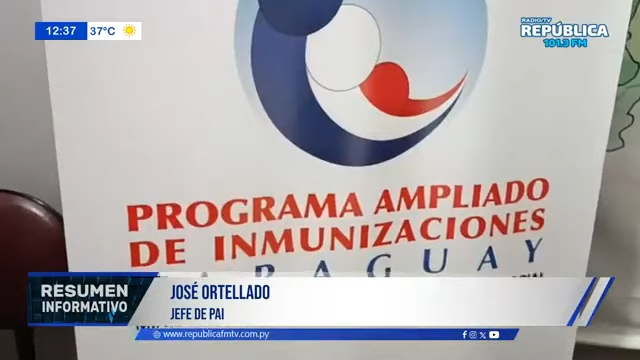 12:37 37°C
RADIO/TV
REPÚBLICA
101.3 FM
PROGRAMA AMPLIADO
DE INMUNIZACIONES
PARAGUAY
RESUMEN
INFORMATIVO
JOSÉ ORTELLADO
JEFE DE PAI
www.republicafmtv.com.py